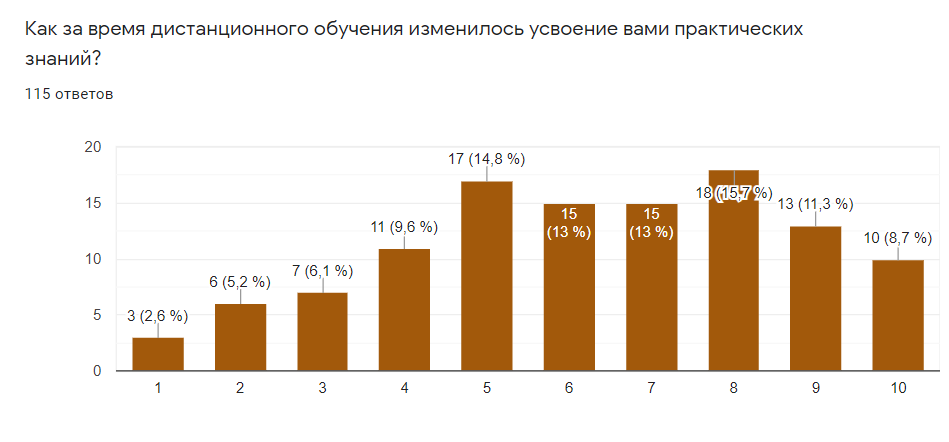 Как за время дистанционного обучения изменилось усвоение вами практических
знаний?
115 ответов
20
15
10
5
0
3 (2,6 %)
6 (5,2 %)
7 (6,1 %)
11 (9,6 %)
17 (14,8 %)
15
(13 %)
15
(13 %)
18 (15,7 %)
13 (11,3 %)
10 (8,7 %)
1 2 3 4 5 6 7 8 9 10